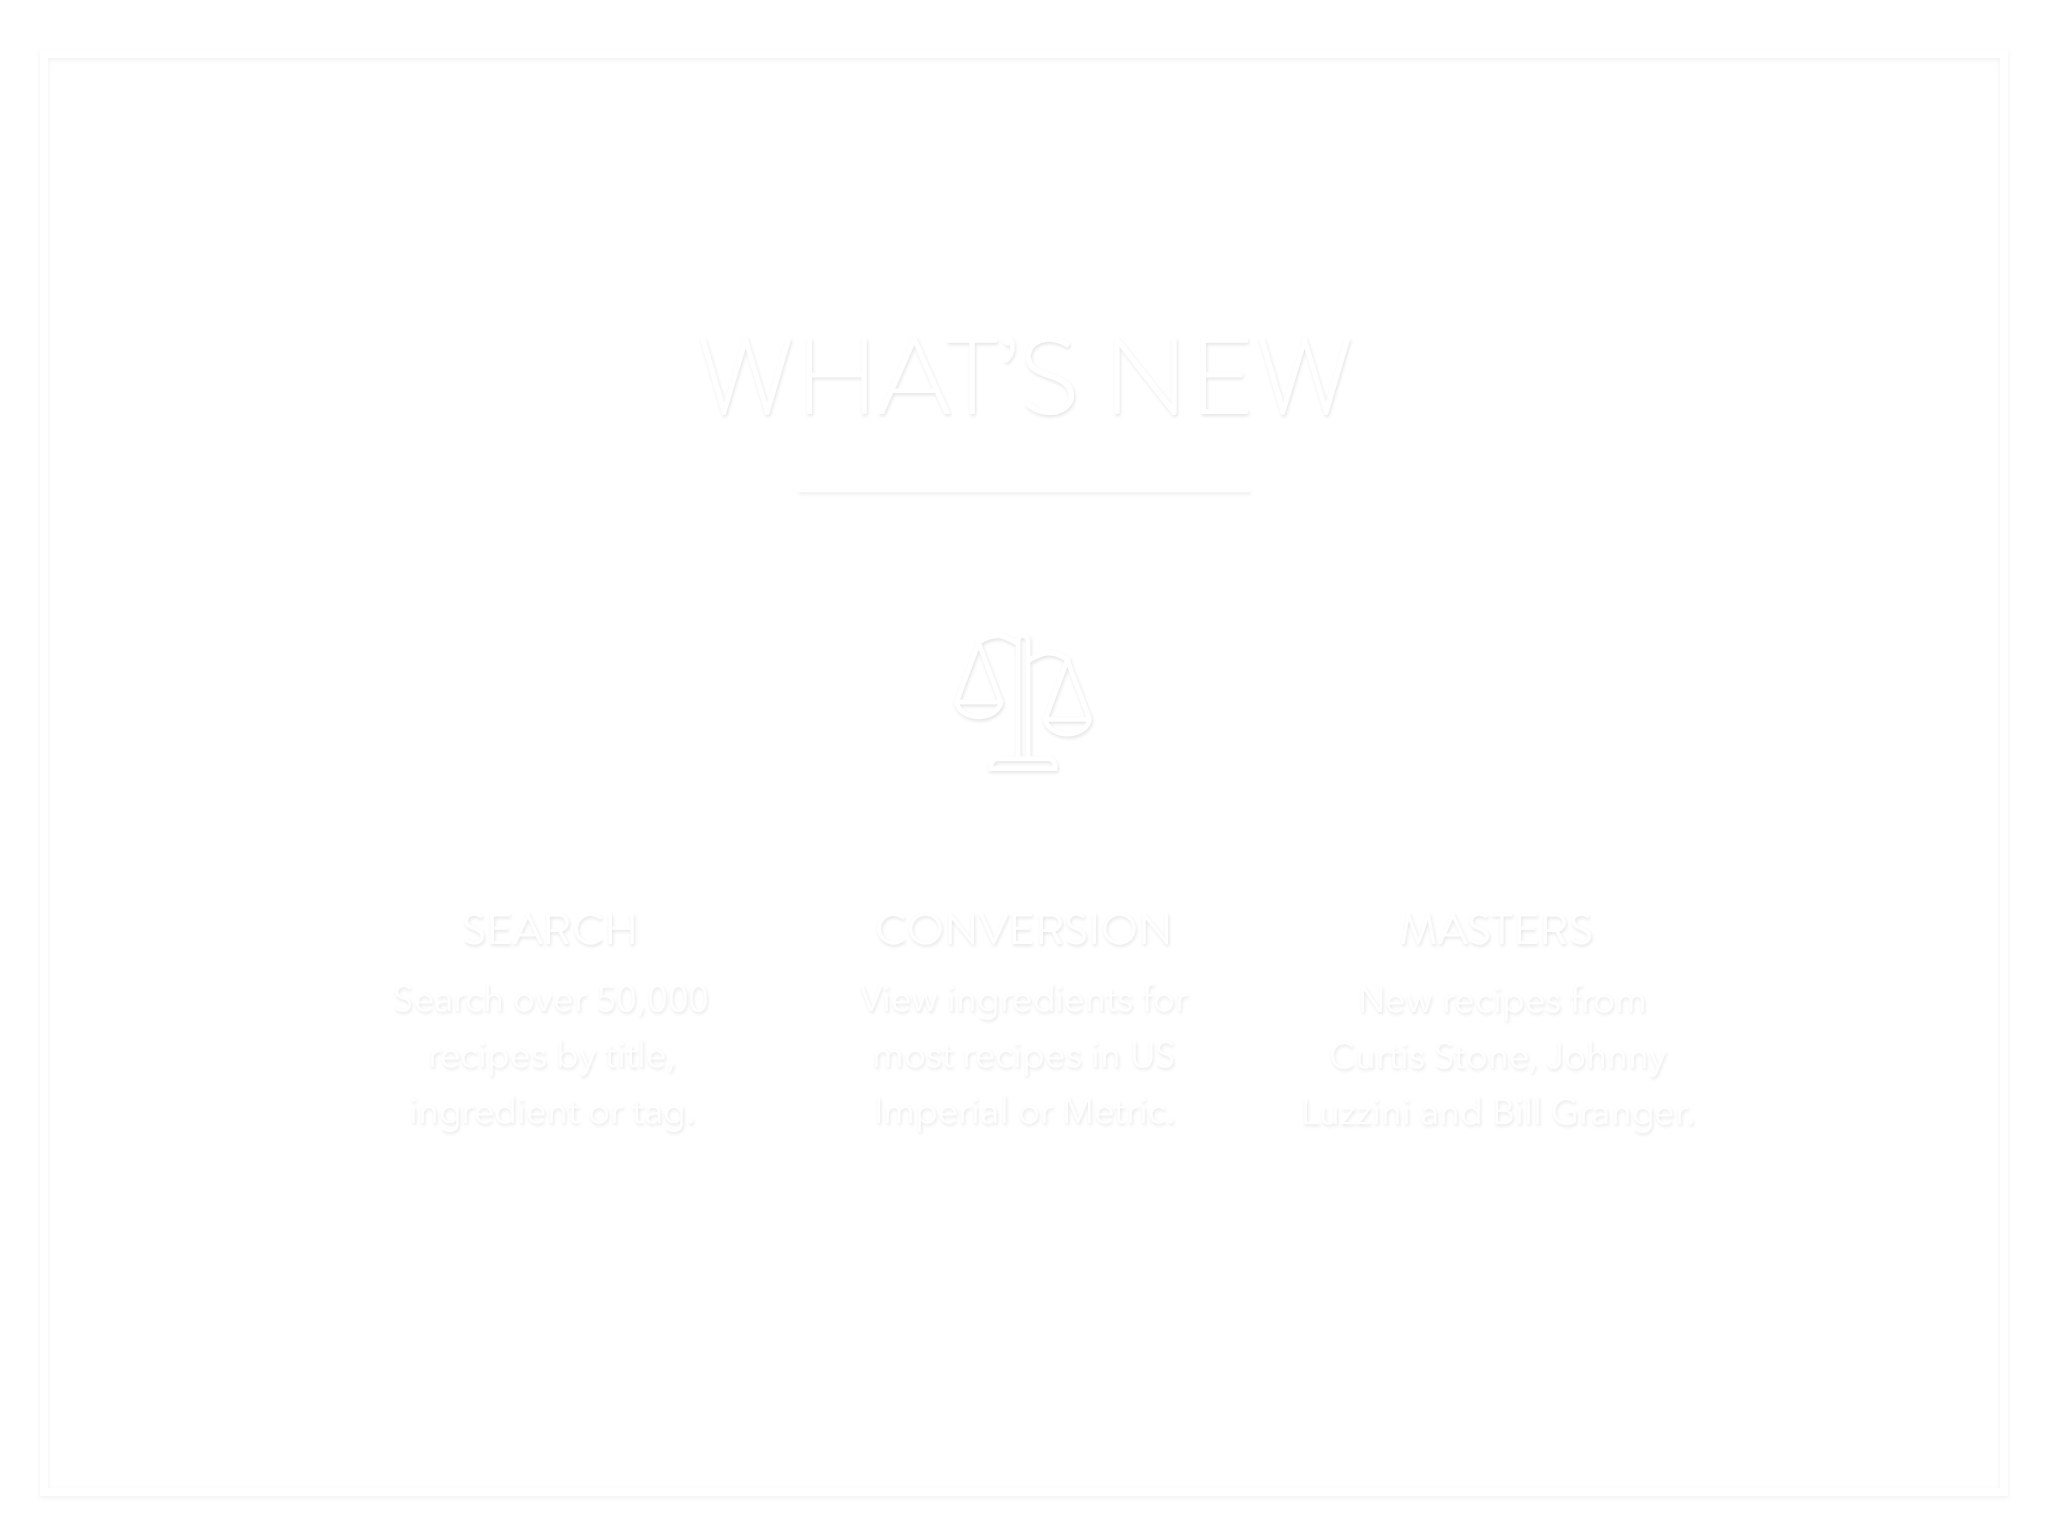 WHAT’S NEW
SEARCH
Search over 50,000
recipes by title,
ingredient or tag.
CONVERSION
View ingredients for
most recipes in US
Imperial or Metric.
MASTERS
New recipes from
Curtis Stone, Johnny
Luzzini and Bill Granger.